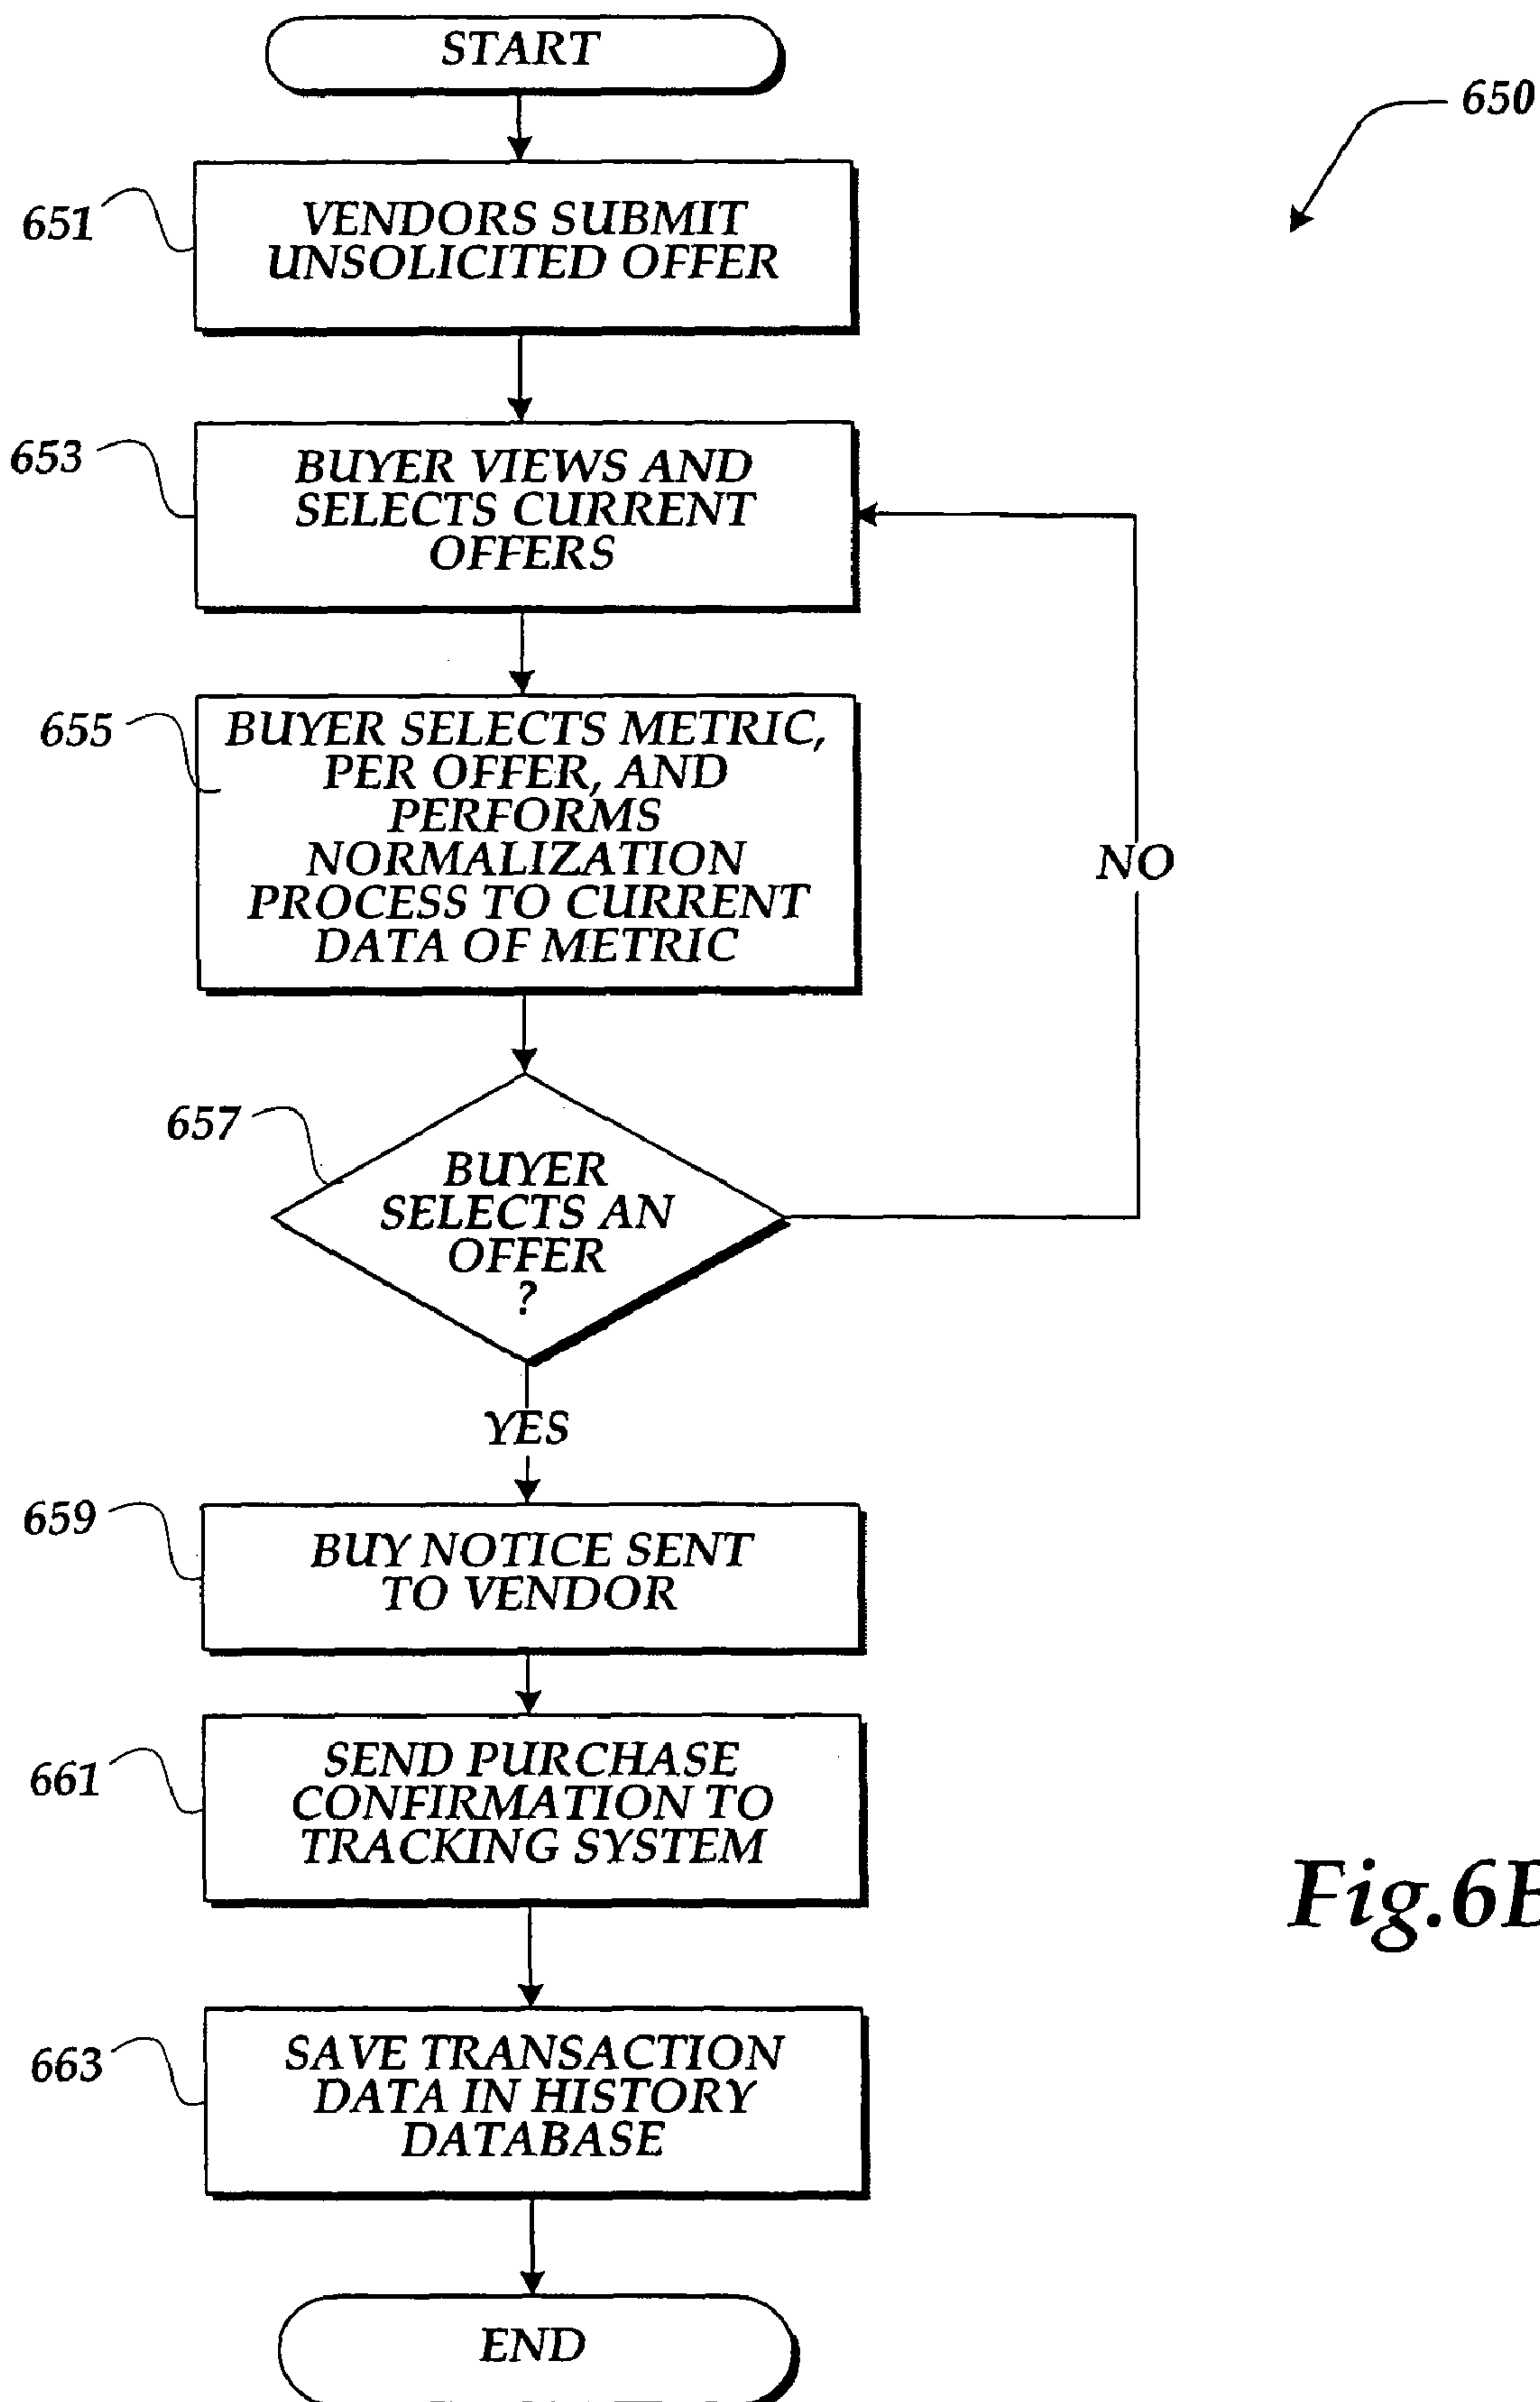 START
650
651
VENDORS SUBMIT
UNSOLICITED OFFER
653
BUYER VIEWS AND
SELECTS CURRENT
OFFERS
655
BUYER SELECTS METRIC,
PER OFFER, AND
PERFORMS
NORMALIZATION
PROCESS TO CURRENT
DATA OF METRIC
NO
657
BUYER
SELECTS AN
OFFER
?
YES
659
BUY NOTICE SENT
TO VENDOR
661
SEND PURCHASE
CONFIRMATION TO
TRACKING SYSTEM
Fig.6B
663
SAVE TRANSACTION
DATA IN HISTORY
DATABASE
END